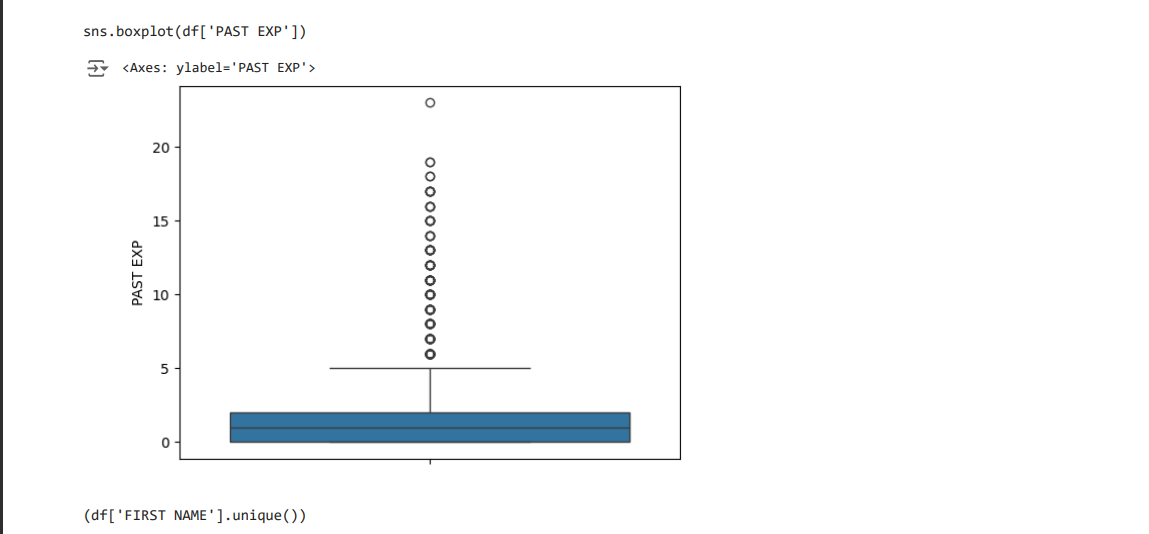 sns.boxplot(df['PAST EXP'])
<Axes: ylabel='PAST EXP'>
20
15
PAST EXP
10
5
0
(df['FIRST NAME'].unique())